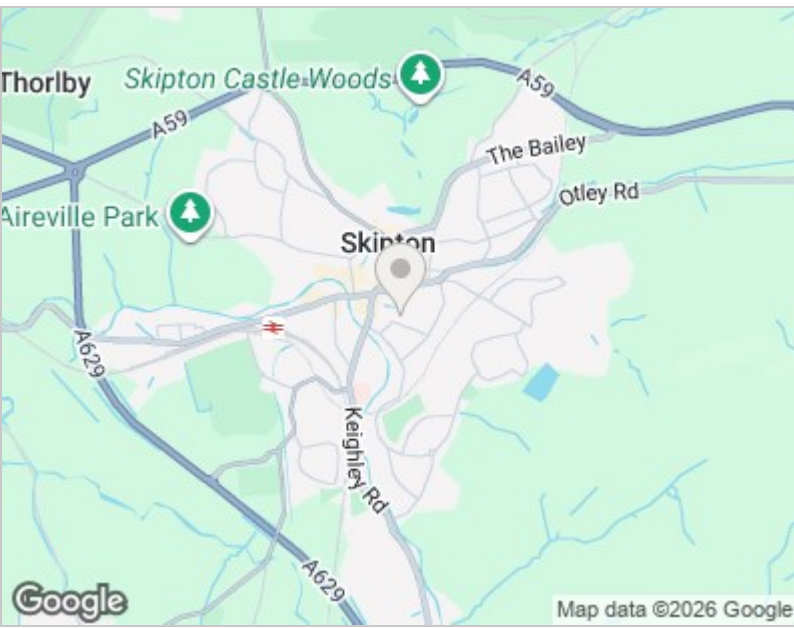 Thorlby
Skipton Castle Woods
A59
A59
The Bailey
Otley Rd
Aireville Park
Skipton
A629
Keighley Rd
A629
Google
Map data ©2026 Google